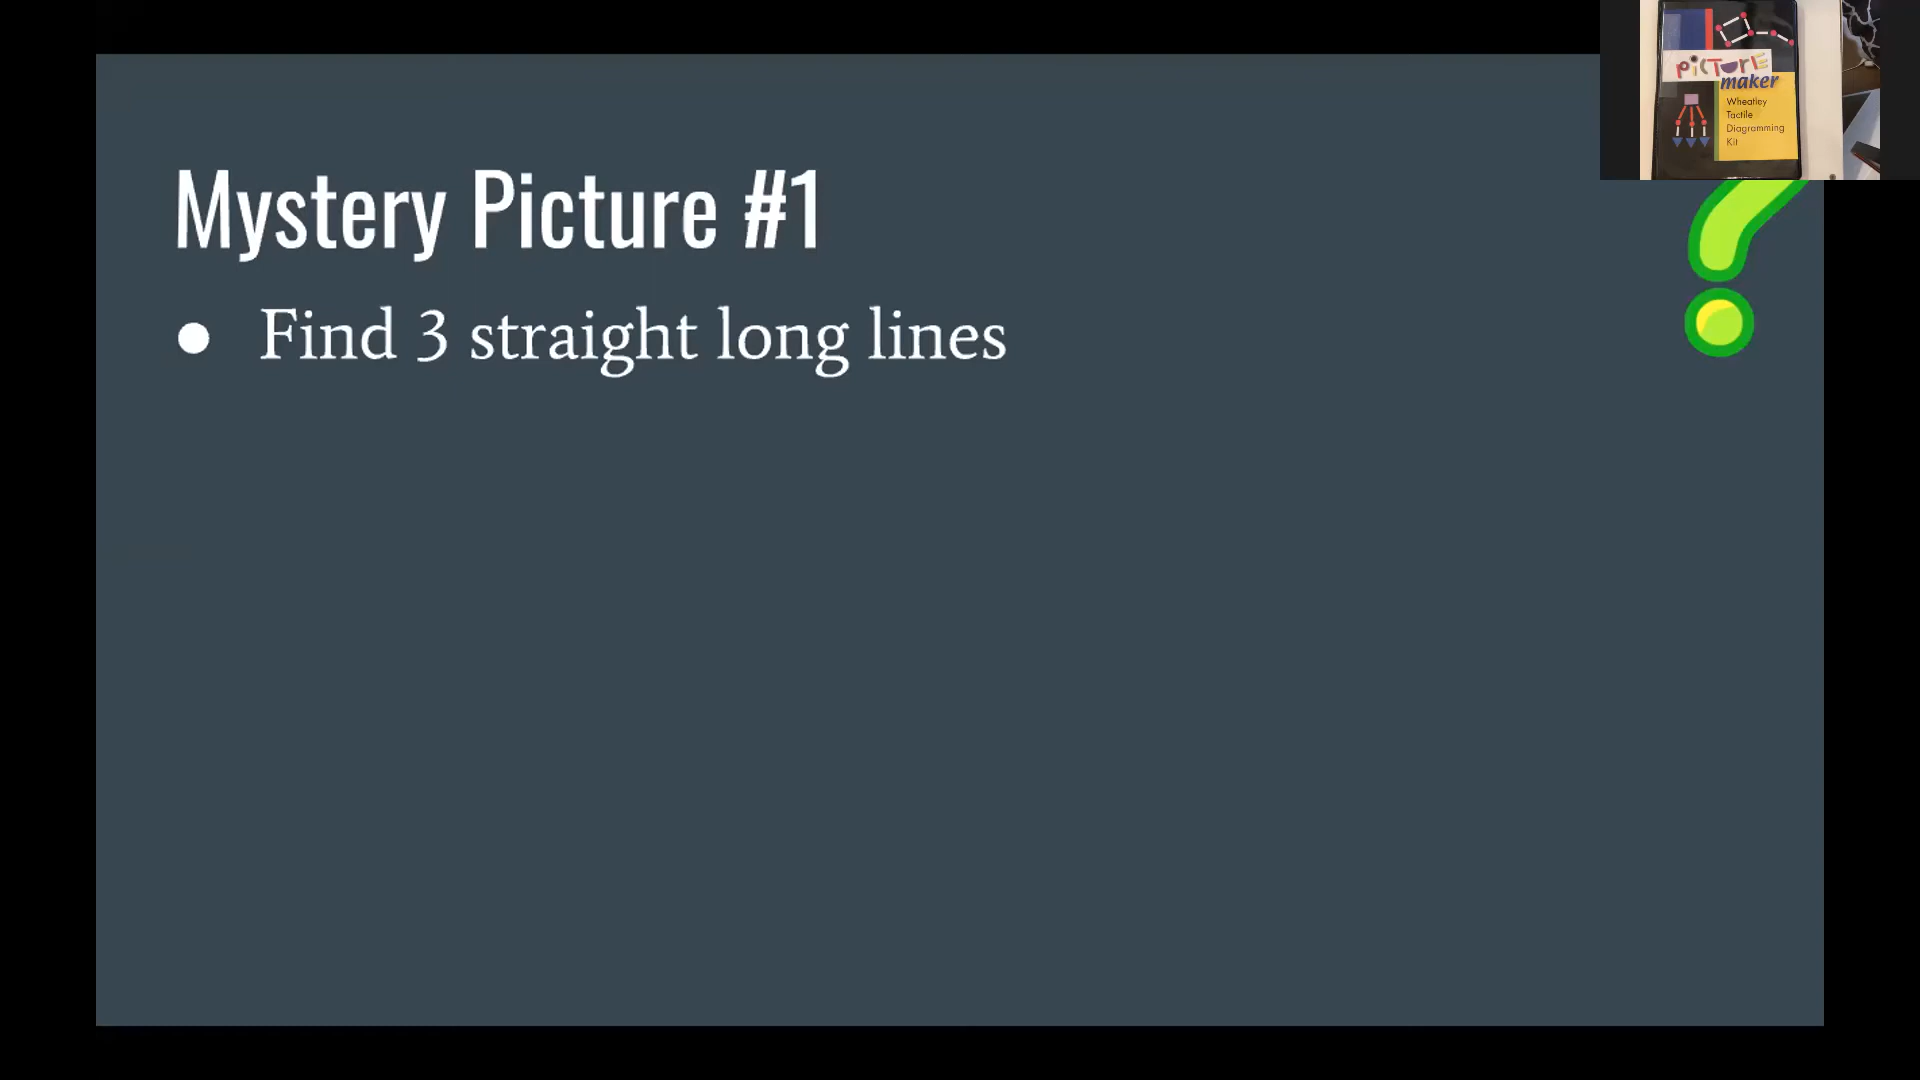 Mystery Picture #1
● Find 3 straight long lines
PicTurE
maker
Wheatley
Tactile
Diagramming
Kit
?